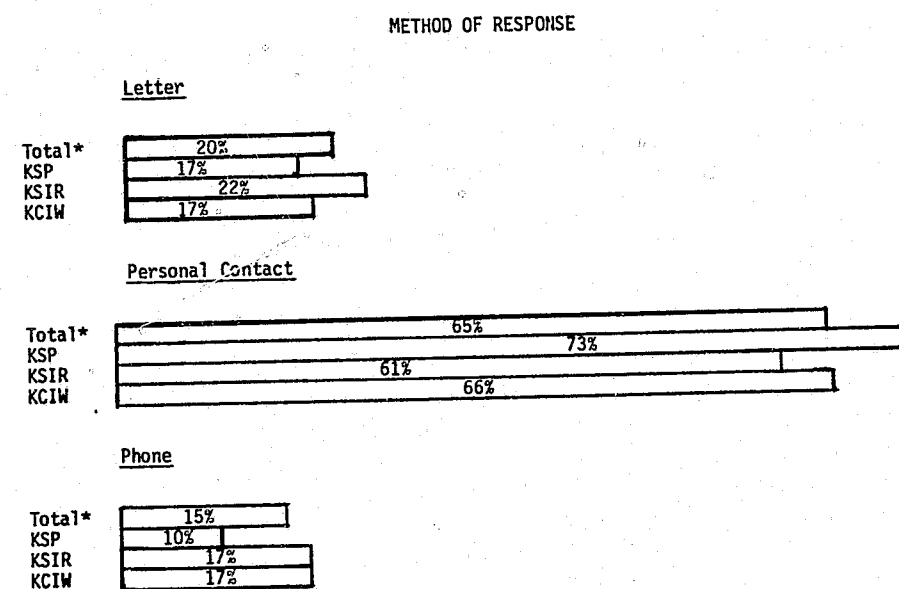 METHOD OF RESPONSE
Letter
Total* 20%
KSP 17%
KSIR 22%
KCIW 17%
Personal Contact
Total* 65%
KSP 73%
KSIR 61%
KCIW 66%
Phone
Total* 15%
KSP 10%
KSIR 17%
KCIW 17%